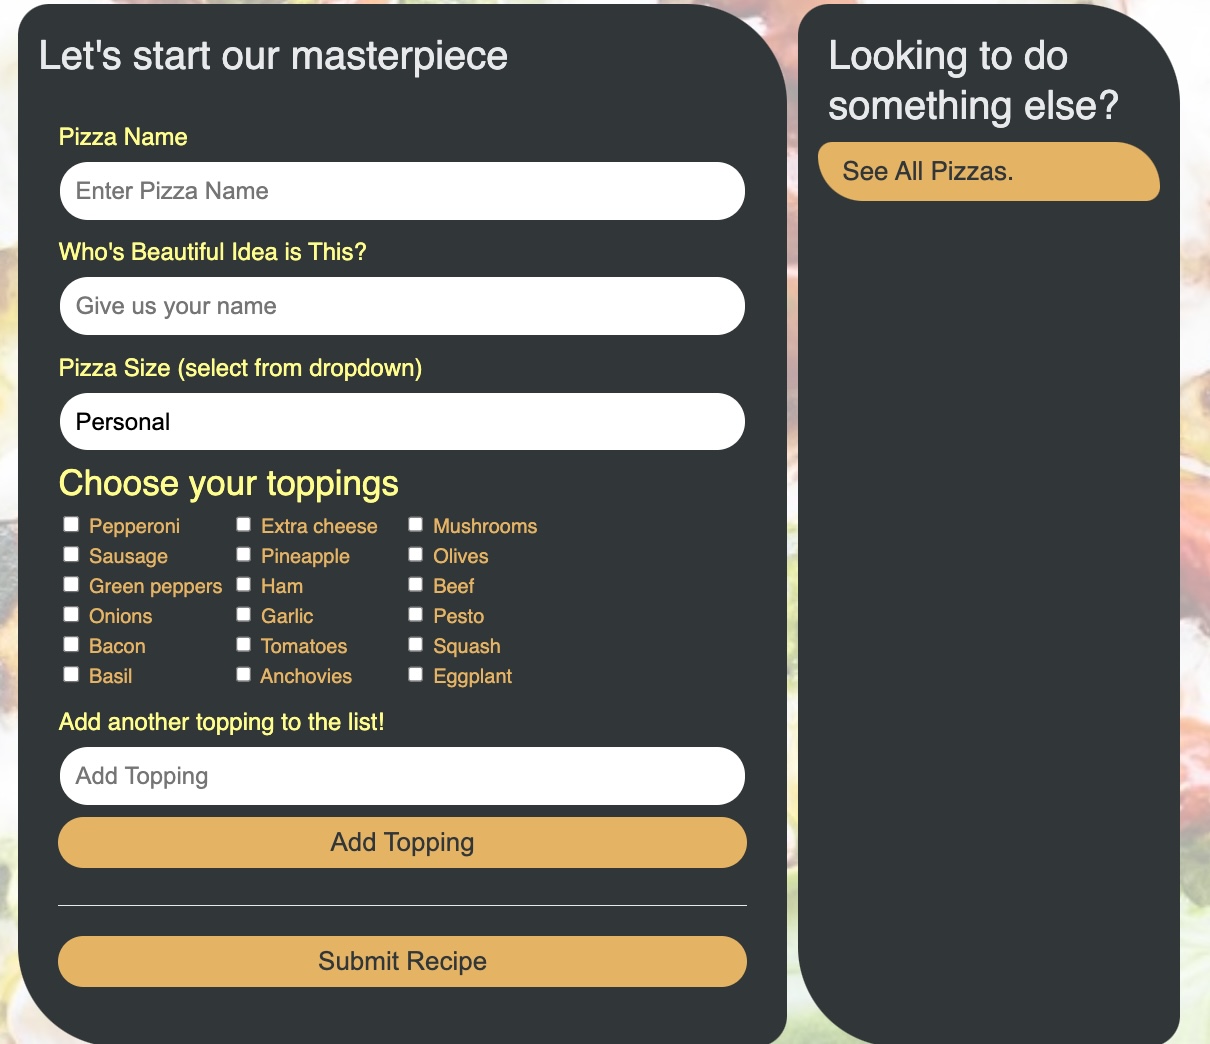 Let's start our masterpiece
Pizza Name
Enter Pizza Name
Who's Beautiful Idea is This?
Give us your name
Pizza Size (select from dropdown)
Personal
Choose your toppings
Pepperoni Extra cheese Mushrooms
Sausage Pineapple Olives
Green peppers Ham Beef
Onions Garlic Pesto
Bacon Tomatoes Squash
Basil Anchovies Eggplant
Add another topping to the list!
Add Topping
Add Topping
Submit Recipe
Looking to do
something else?
See All Pizzas.